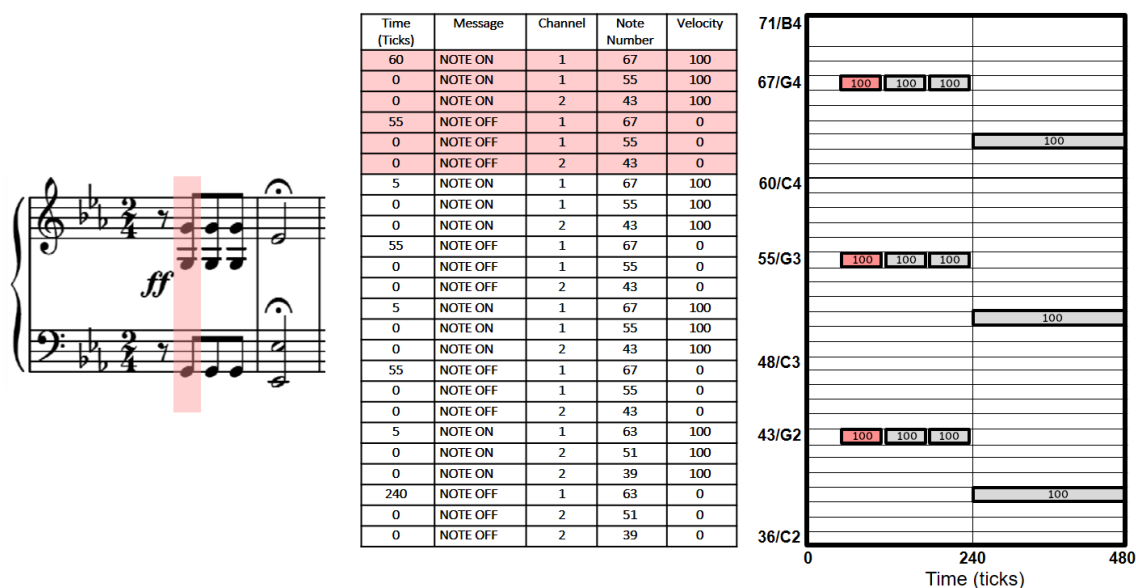 2
4
ff
2
4
Time (Ticks) Message Channel Note Number Velocity
60 NOTE ON 1 67 100
0 NOTE ON 1 55 100
0 NOTE ON 2 43 100
55 NOTE OFF 1 67 0
0 NOTE OFF 1 55 0
0 NOTE OFF 2 43 0
5 NOTE ON 1 67 100
0 NOTE ON 1 55 100
0 NOTE ON 2 43 100
55 NOTE OFF 1 67 0
0 NOTE OFF 1 55 0
0 NOTE OFF 2 43 0
5 NOTE ON 1 67 100
0 NOTE ON 1 55 100
0 NOTE ON 2 43 100
55 NOTE OFF 1 67 0
0 NOTE OFF 1 55 0
0 NOTE OFF 2 43 0
5 NOTE ON 1 63 100
0 NOTE ON 2 51 100
0 NOTE ON 2 39 100
240 NOTE OFF 1 63 0
0 NOTE OFF 2 51 0
0 NOTE OFF 2 39 0
71/B4
67/G4 100 100 100
100
60/C4
55/G3 100 100 100
100
48/C3
43/G2 100 100 100
100
36/C2
0 240 480
Time (ticks)